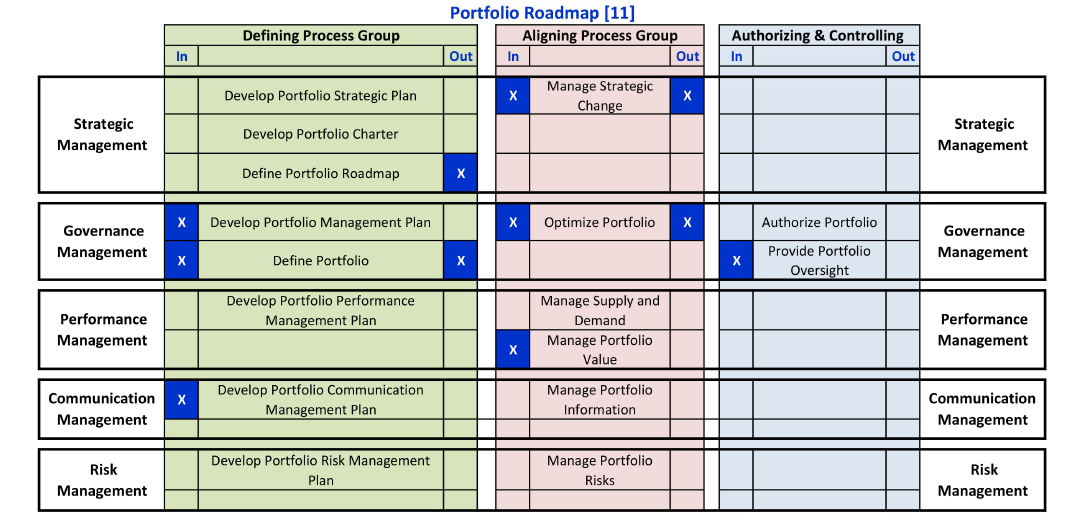 Portfolio Roadmap [11]
Defining Process Group Aligning Process Group Authorizing & Controlling
In Out In Out In Out
Strategic
Management
Develop Portfolio Strategic Plan X Manage Strategic
Change X
Develop Portfolio Charter
Define Portfolio Roadmap X
Strategic
Management
Governance
Management
X Develop Portfolio Management Plan X Optimize Portfolio X Authorize Portfolio
X Define Portfolio X X Provide Portfolio
Oversight
Governance
Management
Performance
Management
Develop Portfolio Performance
Management Plan
Manage Supply and
Demand
X Manage Portfolio
Value
Performance
Management
Communication
Management
X Develop Portfolio Communication
Management Plan
Manage Portfolio
Information
Communication
Management
Risk
Management
Develop Portfolio Risk Management
Plan
Manage Portfolio
Risks
Risk
Management